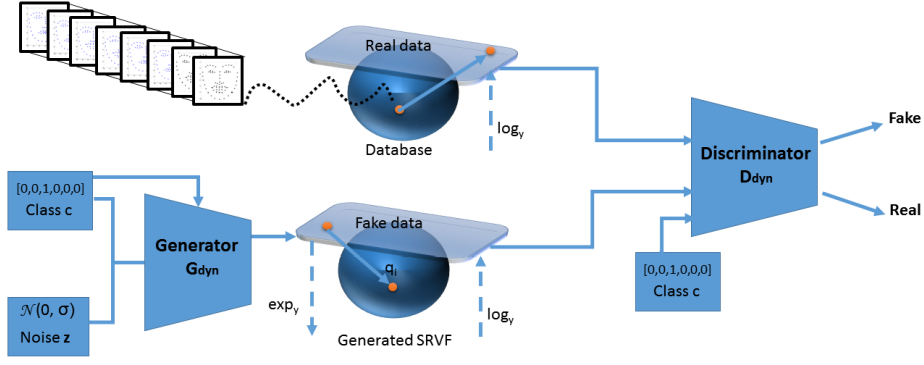 Real data
log_y
Database
Fake
Discriminator
D_dyn
Real
[0,0,1,0,0,0]
Class c
Generator
G_dyn
𝒩(0, σ)
Noise z
Fake data
q_i
exp_y
log_y
Generated SRVF
[0,0,1,0,0,0]
Class c